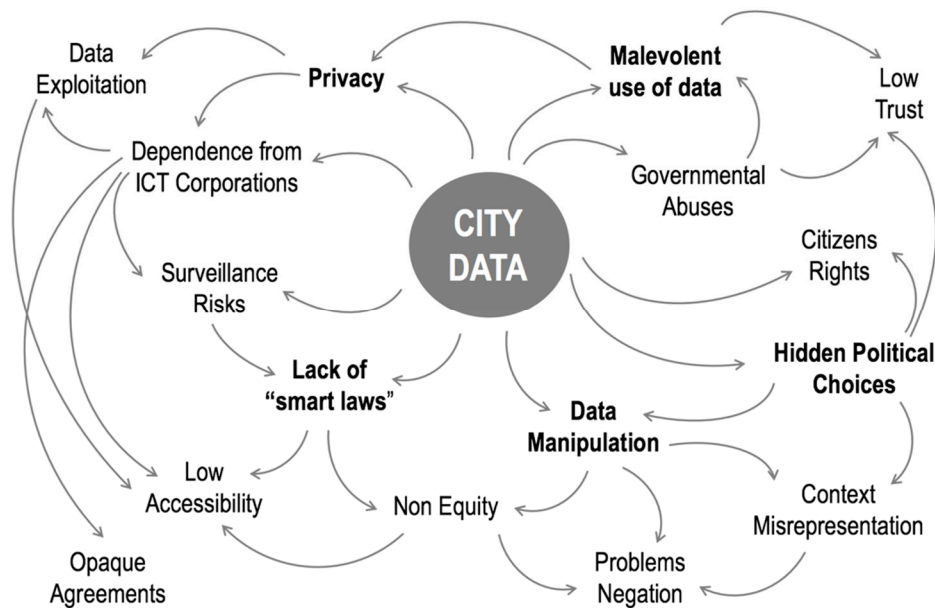 Data
Exploitation
Privacy
Malevolent
use of data
Low
Trust
Dependence from
ICT Corporations
Governmental
Abuses
CITY
DATA
Citizens
Rights
Surveillance
Risks
Hidden Political
Choices
Lack of
“smart laws”
Data
Manipulation
Low
Accessibility
Non Equity
Context
Misrepresentation
Opaque
Agreements
Problems
Negation